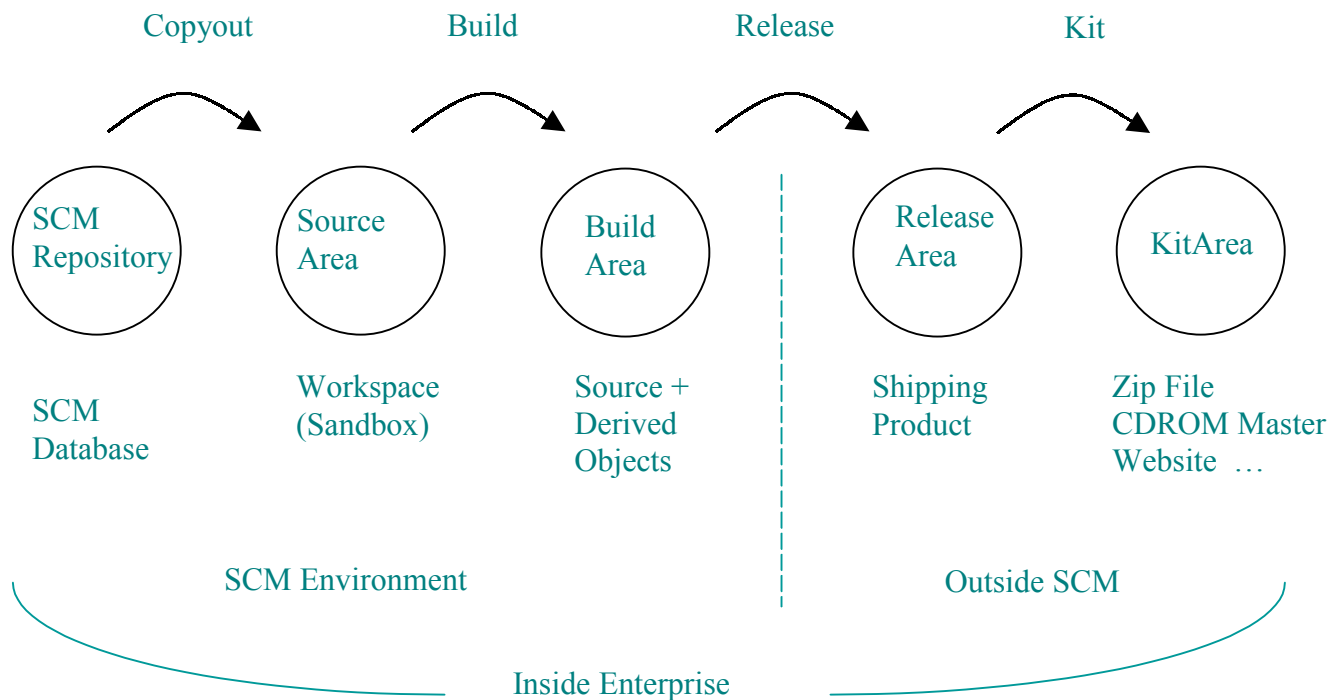 Copyout
Build
Release
Kit
SCM
Repository
Source
Area
Build
Area
Release
Area
KitArea
SCM
Database
Workspace
(Sandbox)
Source +
Derived
Objects
Shipping
Product
Zip File
CDROM Master
Website …
SCM Environment
Outside SCM
Inside Enterprise